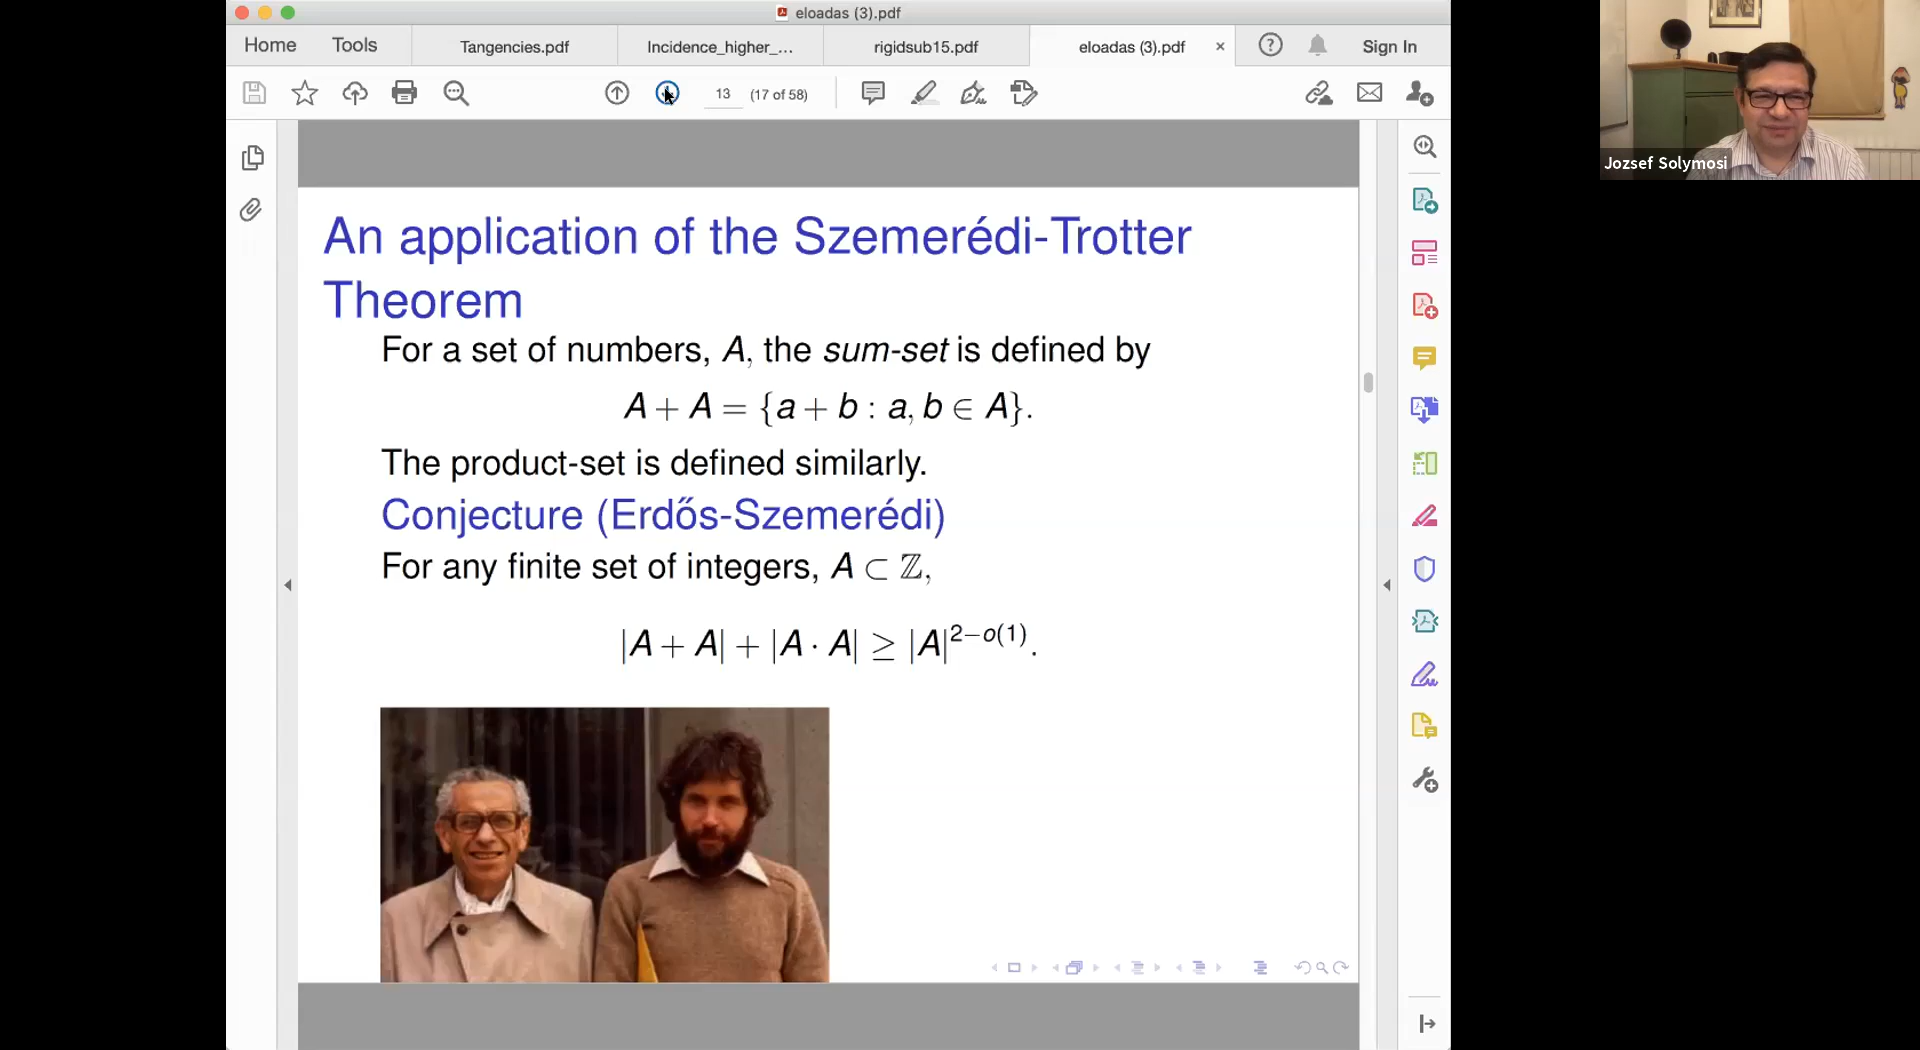 eloadas (3).pdf
Home Tools Tangencies.pdf Incidence_higher_... rigidsub15.pdf eloadas (3).pdf × Sign In
13 (17 of 58)
An application of the Szemerédi-Trotter
Theorem
For a set of numbers, A, the sum-set is defined by
A + A = {a + b : a, b ∈ A}.
The product-set is defined similarly.
Conjecture (Erdős-Szemerédi)
For any finite set of integers, A ⊂ ℤ,
|A + A| + |A · A| ≥ |A|^{2−o(1)}.
Jozsef Solymosi